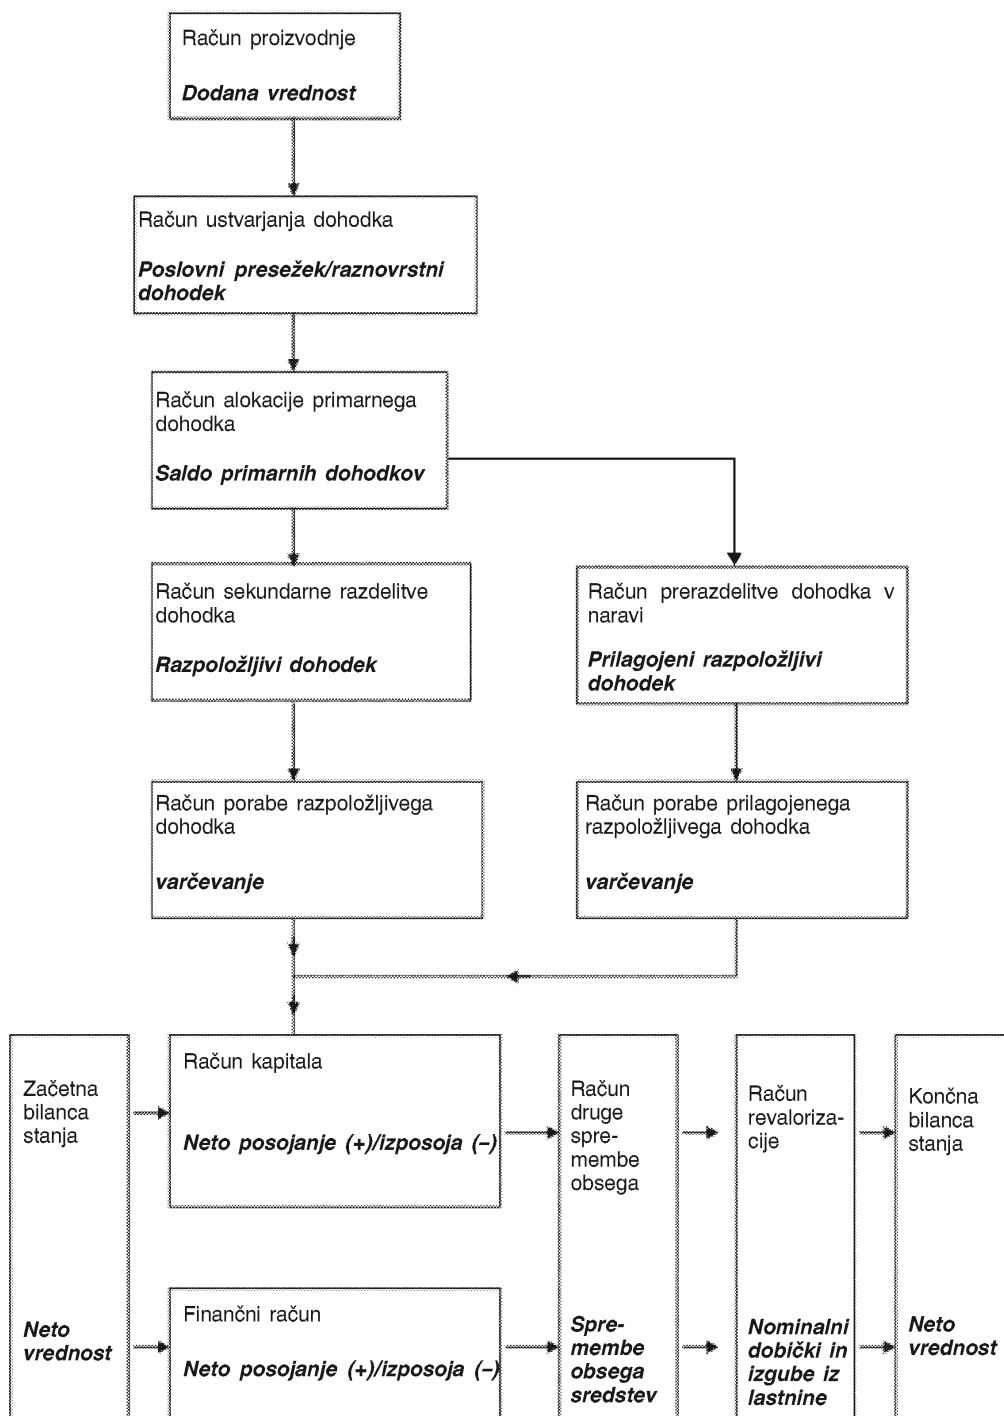 Račun proizvodnje
Dodana vrednost
Račun ustvarjanja dohodka
Poslovni presežek/raznovrstni
dohodek
Račun alokacije primarnega
dohodka
Saldo primarnih dohodkov
Račun sekundarne razdelitve
dohodka
Razpoložljivi dohodek
Račun prerazdelitve dohodka v
naravi
Prilagojeni razpoložljivi
dohodek
Račun porabe razpoložljivega
dohodka
varčevanje
Račun porabe prilagojenega
razpoložljivega dohodka
varčevanje
Začetna
bilanca
stanja
Neto
vrednost
Račun kapitala
Neto posojanje (+)/izposoja (–)
Finančni račun
Neto posojanje (+)/izposoja (–)
Račun
druge
spre-
membe
obsega
Spre-
membe
obsega
sredstev
Račun
revaloriza-
cije
Nominalni
dobički in
izgube iz
lastnine
Končna
bilanca
stanja
Neto
vrednost